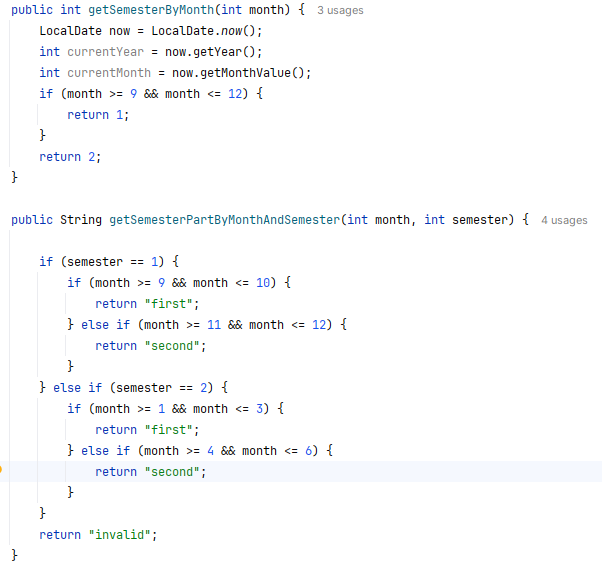 public int getSemesterByMonth(int month) {  3 usages
    LocalDate now = LocalDate.now();
    int currentYear = now.getYear();
    int currentMonth = now.getMonthValue();
    if (month >= 9 && month <= 12) {
        return 1;
    }
    return 2;
}

public String getSemesterPartByMonthAndSemester(int month, int semester) {  4 usages

    if (semester == 1) {
        if (month >= 9 && month <= 10) {
            return "first";
        } else if (month >= 11 && month <= 12) {
            return "second";
        }
    } else if (semester == 2) {
        if (month >= 1 && month <= 3) {
            return "first";
        } else if (month >= 4 && month <= 6) {
            return "second";
        }
    }
    return "invalid";
}